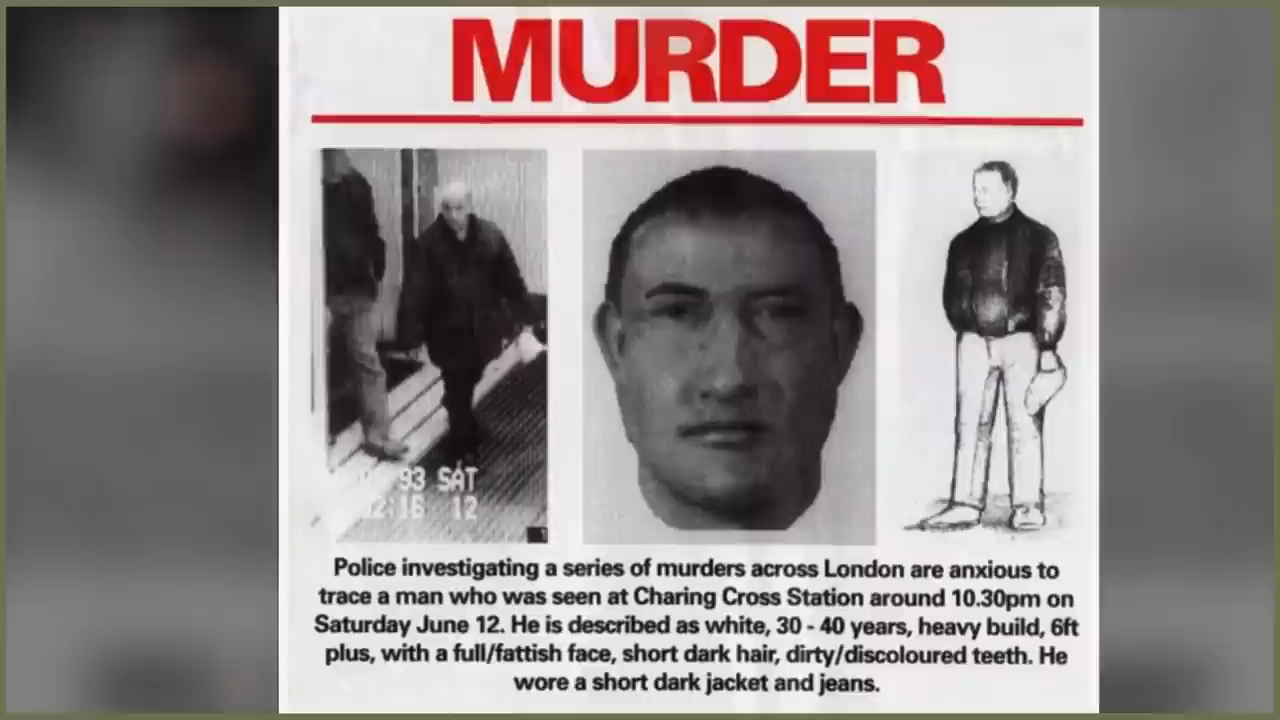 MURDER
93 SAT
2:16 12
Police investigating a series of murders across London are anxious to
trace a man who was seen at Charing Cross Station around 10.30pm on
Saturday June 12. He is described as white, 30 - 40 years, heavy build, 6ft
plus, with a full/fattish face, short dark hair, dirty/discoloured teeth. He
wore a short dark jacket and jeans.